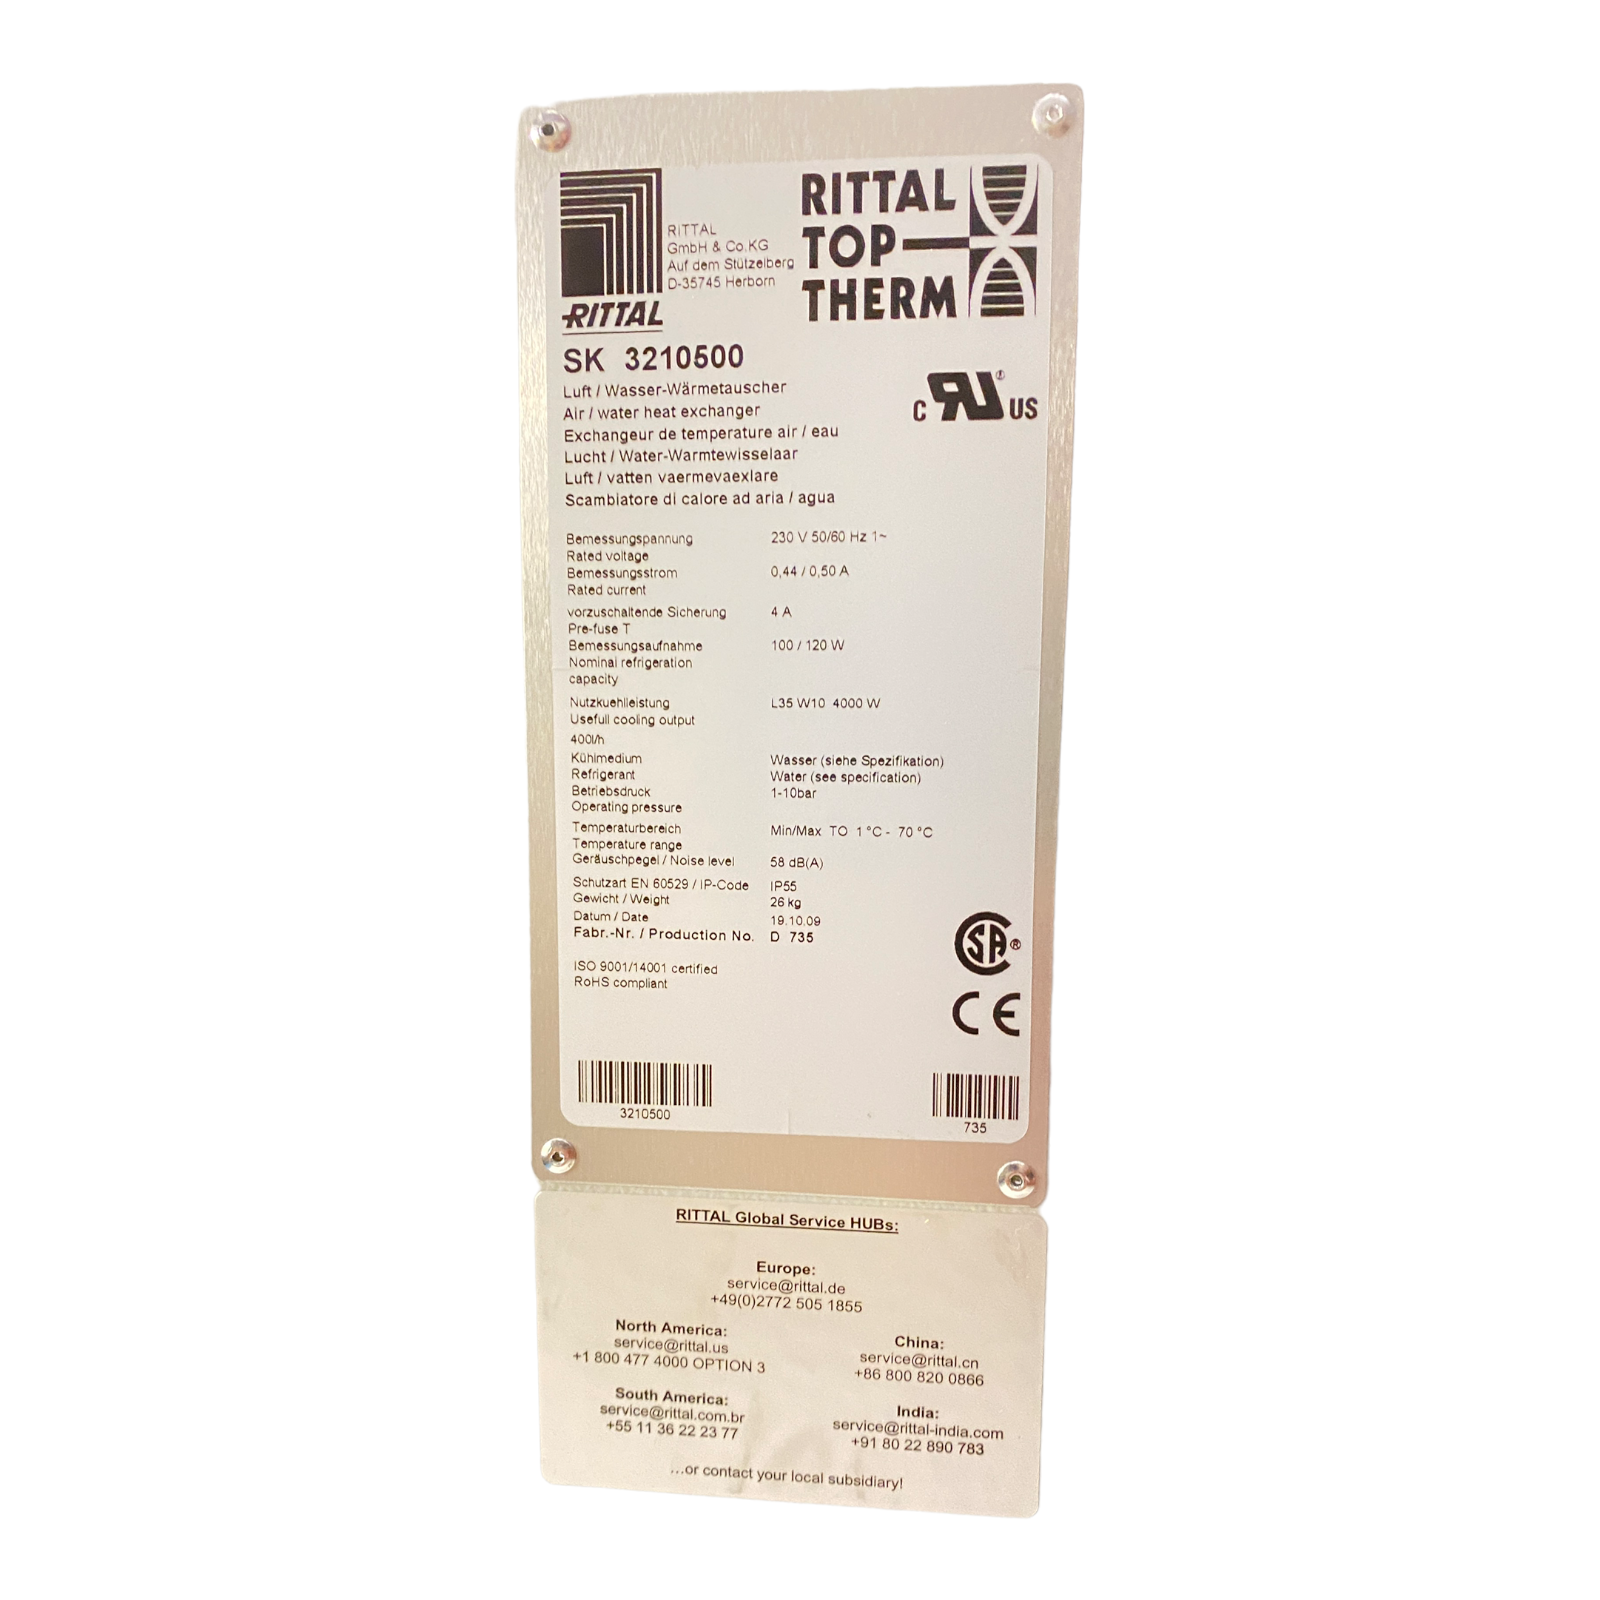 RITTAL
GmbH & Co.KG
Auf dem Stützelberg
D-35745 Herborn
RITTAL
RITTAL
TOP
THERM
SK 3210500
Luft / Wasser-Wärmetauscher
Air / water heat exchanger
Exchangeur de temperature air / eau
Lucht / Water-Warmtewisselaar
Luft / vatten vaermevaexlare
Scambiatore di calore ad aria / agua
C RU US
Bemessungspannung 230 V 50/60 Hz 1~
Rated voltage
Bemessungsstrom 0,44 / 0,50 A
Rated current
vorzuschaltende Sicherung 4 A
Pre-fuse T
Bemessungsaufnahme 100 / 120 W
Nominal refrigeration
capacity
Nutzkuehlleistung L35 W10 4000 W
Usefull cooling output
400l/h
Kühlmedium Wasser (siehe Spezifikation)
Refrigerant Water (see specification)
Betriebsdruck 1-10bar
Operating pressure
Temperaturbereich Min/Max TO 1 °C - 70 °C
Temperature range
Geräuschpegel / Noise level 58 dB(A)
Schutzart EN 60529 / IP-Code IP55
Gewicht / Weight 26 kg
Datum / Date 19.10.09
Fabr.-Nr. / Production No. D 735
ISO 9001/14001 certified
RoHS compliant
SA ®
CE
3210500
735
RITTAL Global Service HUBs:
Europe:
service@rittal.de
+49(0)2772 505 1855
North America:
service@rittal.us
+1 800 477 4000 OPTION 3
China:
service@rittal.cn
+86 800 820 0866
South America:
service@rittal.com.br
+55 11 36 22 23 77
India:
service@rittal-india.com
+91 80 22 890 783
...or contact your local subsidiary!